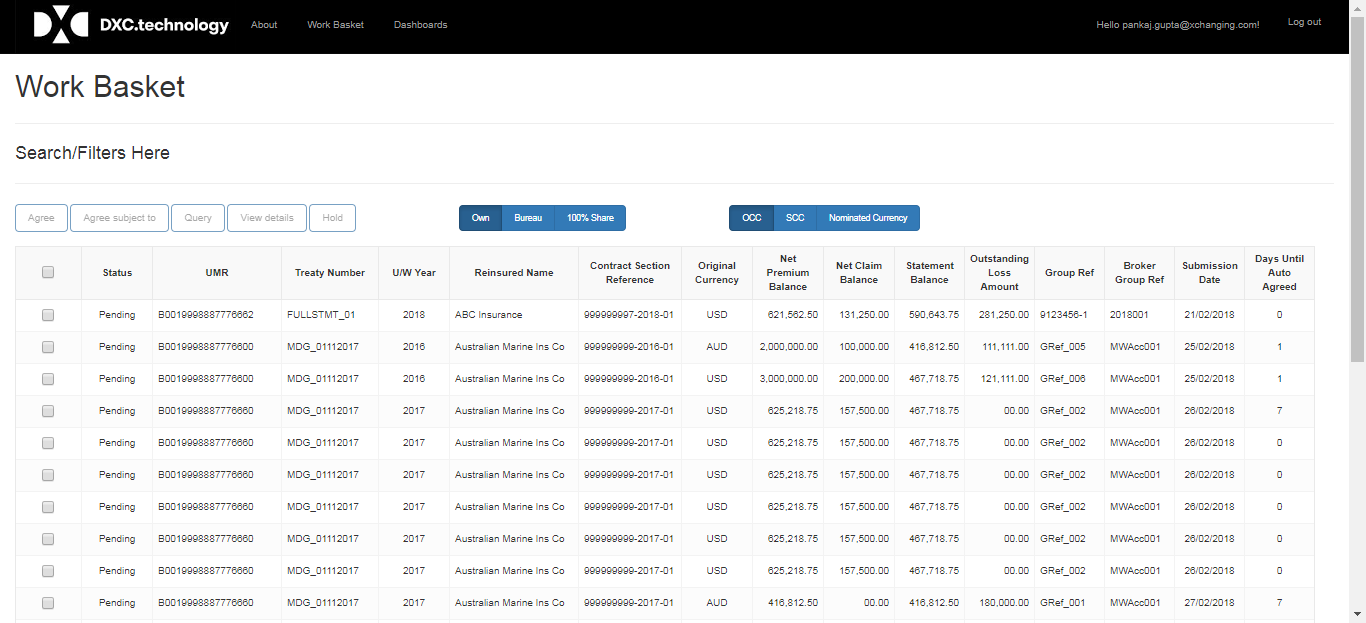 DXC.technology About Work Basket Dashboards Hello pankaj.gupta@xchanging.com! Log out
Work Basket
Search/Filters Here
Agree Agree subject to Query View details Hold Own Bureau 100% Share OCC SCC Nominated Currency
Status UMR Treaty Number U/W Year Reinsured Name Contract Section Reference Original Currency Net Premium Balance Net Claim Balance Statement Balance Outstanding Loss Amount Group Ref Broker Group Ref Submission Date Days Until Auto Agreed
Pending B0019998887776662 FULLSTMT_01 2018 ABC Insurance 999999997-2018-01 USD 621,562.50 131,250.00 590,643.75 281,250.00 9123456-1 2018001 21/02/2018 0
Pending B0019998887776600 MDG_01112017 2016 Australian Marine Ins Co 999999999-2016-01 AUD 2,000,000.00 100,000.00 416,812.50 111,111.00 GRef_005 MWAcc001 25/02/2018 1
Pending B0019998887776600 MDG_01112017 2016 Australian Marine Ins Co 999999999-2016-01 USD 3,000,000.00 200,000.00 467,718.75 121,111.00 GRef_006 MWAcc001 25/02/2018 1
Pending B0019998887776660 MDG_01112017 2017 Australian Marine Ins Co 999999999-2017-01 USD 625,218.75 157,500.00 467,718.75 00.00 GRef_002 MWAcc001 26/02/2018 7
Pending B0019998887776660 MDG_01112017 2017 Australian Marine Ins Co 999999999-2017-01 USD 625,218.75 157,500.00 467,718.75 00.00 GRef_002 MWAcc001 26/02/2018 0
Pending B0019998887776660 MDG_01112017 2017 Australian Marine Ins Co 999999999-2017-01 USD 625,218.75 157,500.00 467,718.75 00.00 GRef_002 MWAcc001 26/02/2018 0
Pending B0019998887776660 MDG_01112017 2017 Australian Marine Ins Co 999999999-2017-01 USD 625,218.75 157,500.00 467,718.75 00.00 GRef_002 MWAcc001 26/02/2018 0
Pending B0019998887776660 MDG_01112017 2017 Australian Marine Ins Co 999999999-2017-01 USD 625,218.75 157,500.00 467,718.75 00.00 GRef_002 MWAcc001 26/02/2018 0
Pending B0019998887776660 MDG_01112017 2017 Australian Marine Ins Co 999999999-2017-01 USD 625,218.75 157,500.00 467,718.75 00.00 GRef_002 MWAcc001 26/02/2018 0
Pending B0019998887776660 MDG_01112017 2017 Australian Marine Ins Co 999999999-2017-01 AUD 416,812.50 00.00 416,812.50 180,000.00 GRef_001 MWAcc001 27/02/2018 7